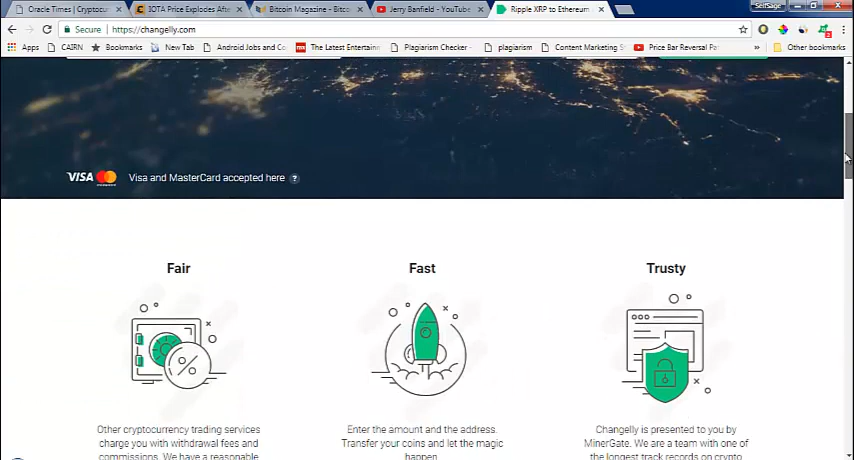 SelfSage
Oracle Times | Cryptocu
IOTA Price Explodes Afte
Bitcoin Magazine - Bitco
Jerry Banfield - YouTube
Ripple XRP to Ethereum
Secure | https://changelly.com
Apps CAIRN Bookmarks New Tab Android Jobs and Co The Latest Entertainm Plagiarism Checker - plagiarism Content Marketing S Price Bar Reversal Pa » Other bookmarks
VISA Visa and MasterCard accepted here ?
Fair
Fast
Trusty
Other cryptocurrency trading services
charge you with withdrawal fees and
commissions. We have a reasonable
Enter the amount and the address.
Transfer your coins and let the magic
happen
Changelly is presented to you by
MinerGate. We are a team with one of
the longest track records on crypto